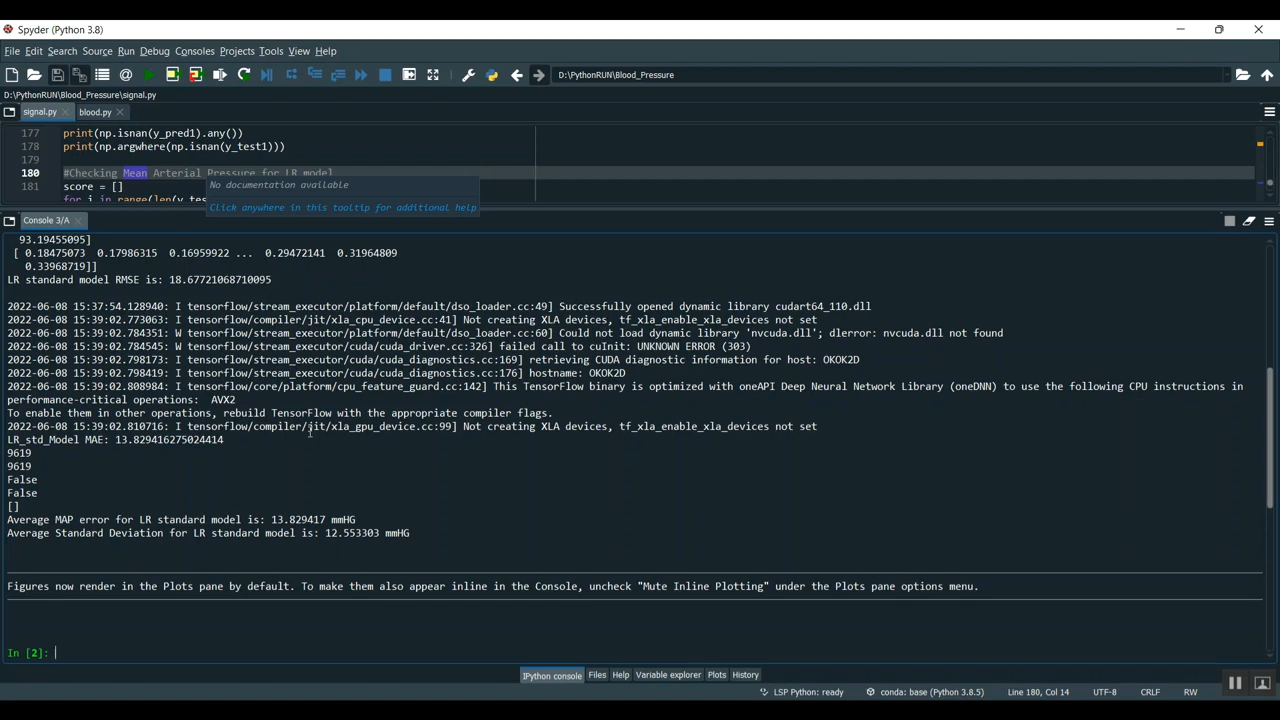 Spyder (Python 3.8)
File Edit Search Source Run Debug Consoles Projects Tools View Help
D:\PythonRUN\Blood_Pressure
D:\PythonRUN\Blood_Pressure\signal.py
signal.py blood.py
177 print(np.isnan(y_pred1).any())
178 print(np.argwhere(np.isnan(y_test1)))
179
180 #Checking Mean Arterial Pressure for LR model
181 score = []
for i in range(len(y_tes
No documentation available
Click anywhere in this tooltip for additional help
Console 3/A
93.19455095]
[ 0.18475073 0.17986315 0.16959922 ... 0.29472141 0.31964809
0.33968719]]
LR standard model RMSE is: 18.67721068710095
2022-06-08 15:37:54.128940: I tensorflow/stream_executor/platform/default/dso_loader.cc:49] Successfully opened dynamic library cudart64_110.dll
2022-06-08 15:39:02.773063: I tensorflow/compiler/jit/xla_cpu_device.cc:41] Not creating XLA devices, tf_xla_enable_xla_devices not set
2022-06-08 15:39:02.784351: W tensorflow/stream_executor/platform/default/dso_loader.cc:60] Could not load dynamic library 'nvcuda.dll'; dlerror: nvcuda.dll not found
2022-06-08 15:39:02.784545: W tensorflow/stream_executor/cuda/cuda_driver.cc:326] failed call to cuInit: UNKNOWN ERROR (303)
2022-06-08 15:39:02.798173: I tensorflow/stream_executor/cuda/cuda_diagnostics.cc:169] retrieving CUDA diagnostic information for host: OKOK2D
2022-06-08 15:39:02.798419: I tensorflow/stream_executor/cuda/cuda_diagnostics.cc:176] hostname: OKOK2D
2022-06-08 15:39:02.808984: I tensorflow/core/platform/cpu_feature_guard.cc:142] This TensorFlow binary is optimized with oneAPI Deep Neural Network Library (oneDNN) to use the following CPU instructions in
performance-critical operations: AVX2
To enable them in other operations, rebuild TensorFlow with the appropriate compiler flags.
2022-06-08 15:39:02.810716: I tensorflow/compiler/jit/xla_gpu_device.cc:99] Not creating XLA devices, tf_xla_enable_xla_devices not set
LR_std_Model MAE: 13.829416275024414
9619
9619
False
False
[]
Average MAP error for LR standard model is: 13.829417 mmHG
Average Standard Deviation for LR standard model is: 12.553303 mmHG
Figures now render in the Plots pane by default. To make them also appear inline in the Console, uncheck "Mute Inline Plotting" under the Plots pane options menu.
In [2]:
IPython console Files Help Variable explorer Plots History
LSP Python: ready conda: base (Python 3.8.5) Line 180, Col 14 UTF-8 CRLF RW